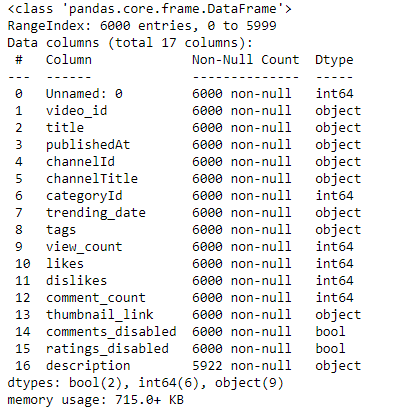 <class 'pandas.core.frame.DataFrame'>
RangeIndex: 6000 entries, 0 to 5999
Data columns (total 17 columns):
 #   Column             Non-Null Count  Dtype
---  ------             --------------  -----
 0   Unnamed: 0         6000 non-null   int64
 1   video_id           6000 non-null   object
 2   title              6000 non-null   object
 3   publishedAt        6000 non-null   object
 4   channelId          6000 non-null   object
 5   channelTitle       6000 non-null   object
 6   categoryId         6000 non-null   int64
 7   trending_date      6000 non-null   object
 8   tags               6000 non-null   object
 9   view_count         6000 non-null   int64
 10  likes              6000 non-null   int64
 11  dislikes           6000 non-null   int64
 12  comment_count      6000 non-null   int64
 13  thumbnail_link     6000 non-null   object
 14  comments_disabled  6000 non-null   bool
 15  ratings_disabled   6000 non-null   bool
 16  description        5922 non-null   object
dtypes: bool(2), int64(6), object(9)
memory usage: 715.0+ KB